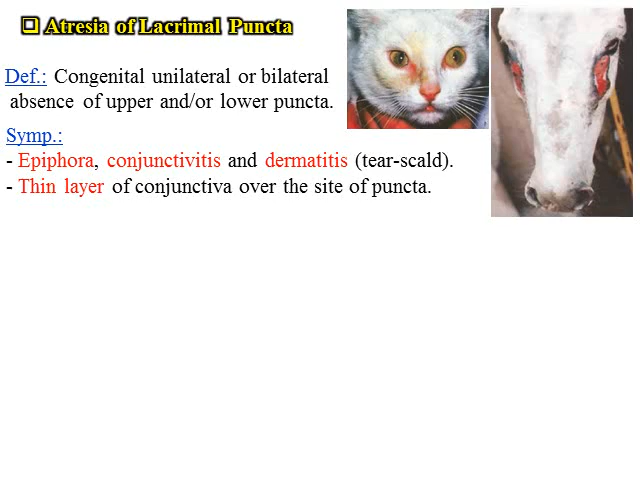 ❑ Atresia of Lacrimal Puncta
Def.: Congenital unilateral or bilateral
absence of upper and/or lower puncta.
Symp.:
- Epiphora, conjunctivitis and dermatitis (tear-scald).
- Thin layer of conjunctiva over the site of puncta.